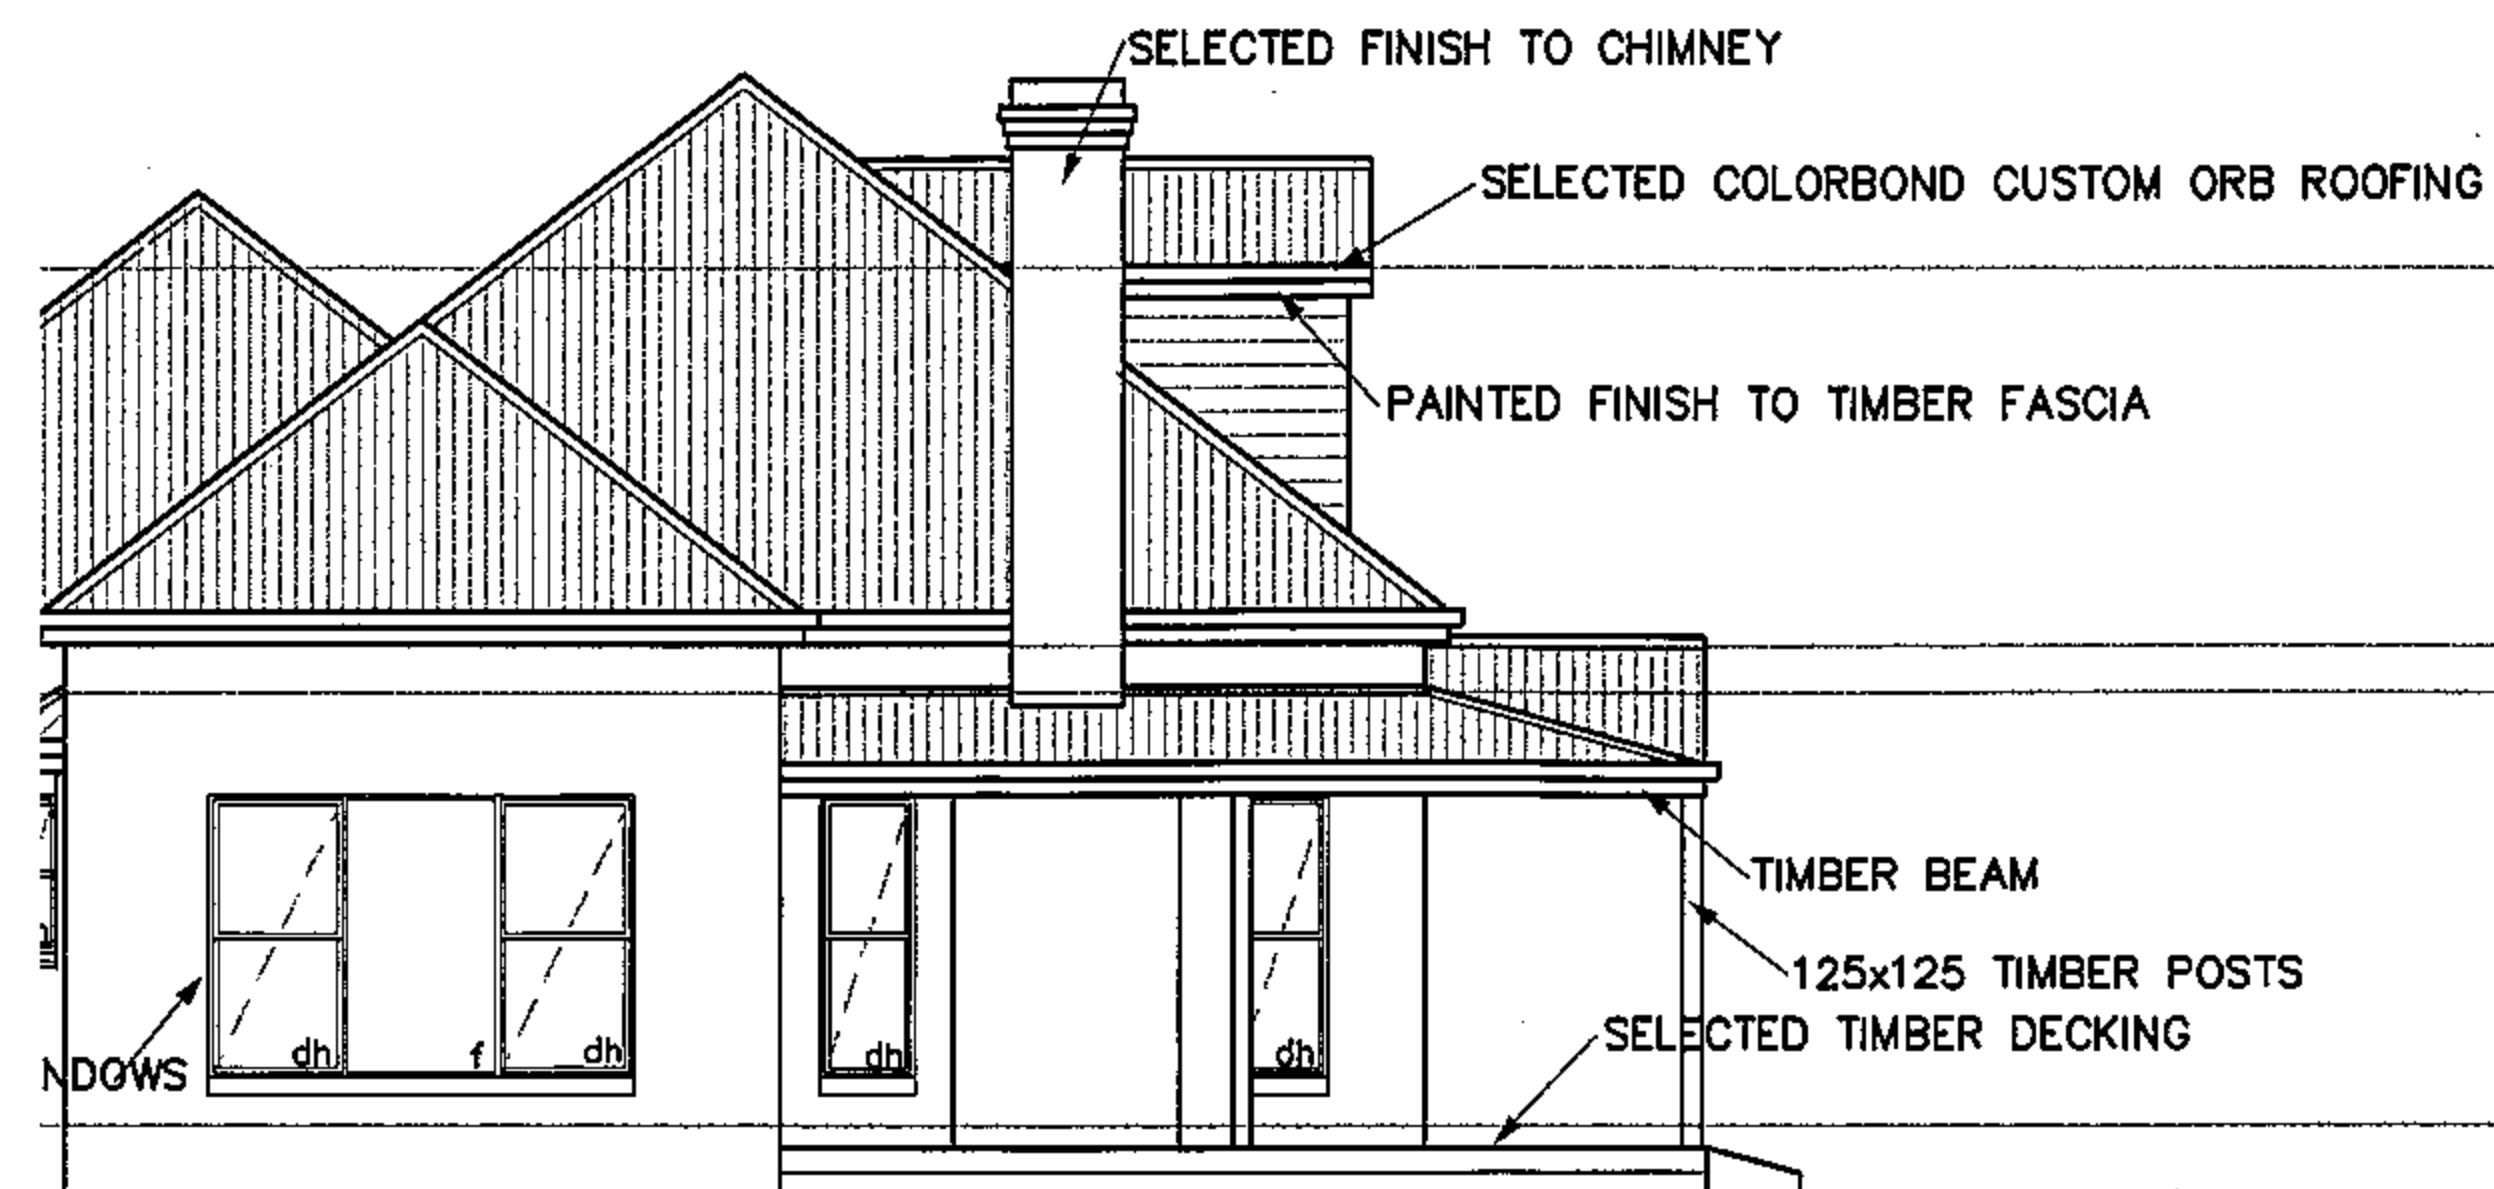 SELECTED FINISH TO CHIMNEY
SELECTED COLORBOND CUSTOM ORB ROOFING
PAINTED FINISH TO TIMBER FASCIA
TIMBER BEAM
125x125 TIMBER POSTS
SELECTED TIMBER DECKING
dh f dh dh dh
NDOWS